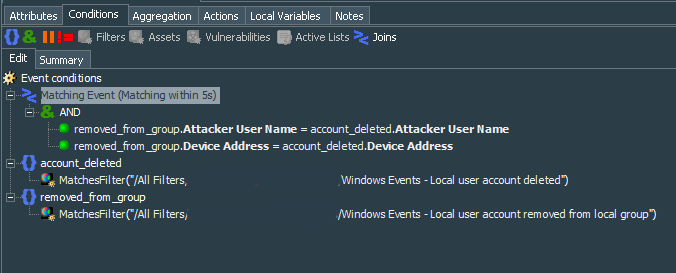 Attributes Conditions Aggregation Actions Local Variables Notes
Filters Assets Vulnerabilities Active Lists Joins
Edit Summary
Event conditions
Matching Event (Matching within 5s)
AND
removed_from_group.Attacker User Name = account_deleted.Attacker User Name
removed_from_group.Device Address = account_deleted.Device Address
account_deleted
MatchesFilter("/All Filters/ /Windows Events - Local user account deleted")
removed_from_group
MatchesFilter("/All Filters/ /Windows Events - Local user account removed from local group")